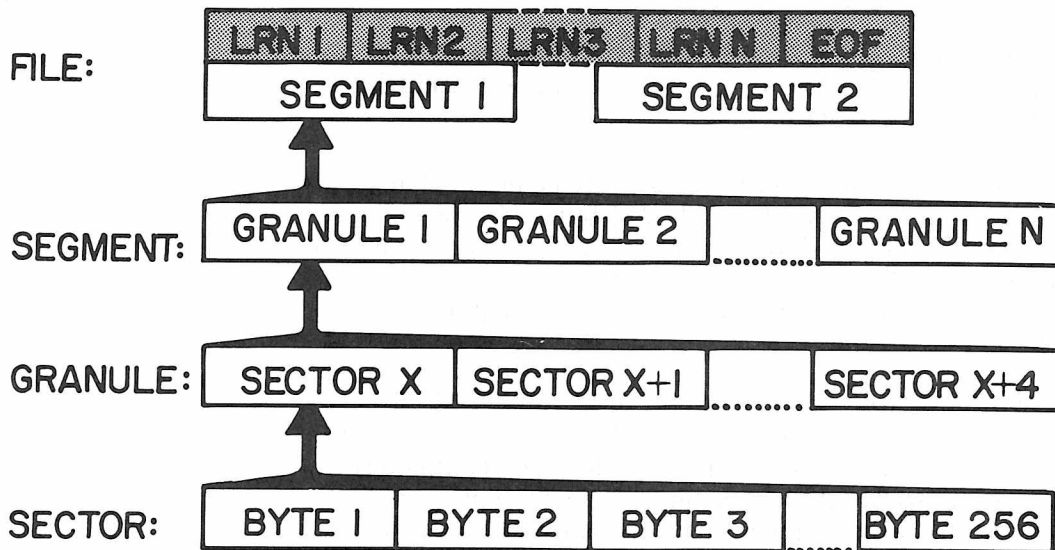 LRN 1 LRN2 LRN3 LRN N EOF
FILE:
SEGMENT 1 SEGMENT 2
SEGMENT: GRANULE 1 GRANULE 2 GRANULE N
GRANULE: SECTOR X SECTOR X+1 SECTOR X+4
SECTOR: BYTE 1 BYTE 2 BYTE 3 BYTE 256